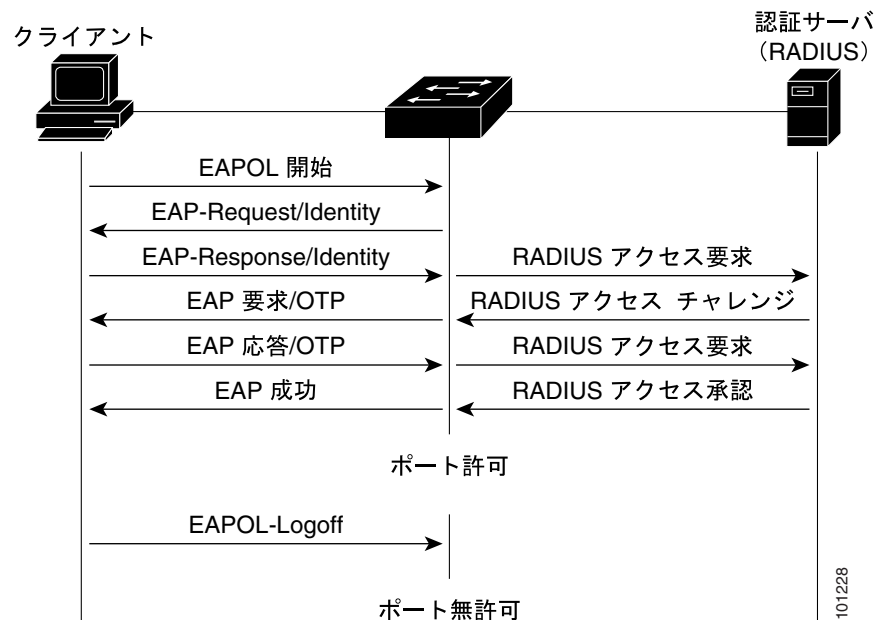 クライアント
認証サーバ
（RADIUS）
EAPOL 開始
EAP-Request/Identity
EAP-Response/Identity
RADIUS アクセス要求
EAP 要求/OTP
RADIUS アクセス チャレンジ
EAP 応答/OTP
RADIUS アクセス要求
EAP 成功
RADIUS アクセス承認
ポート許可
EAPOL-Logoff
ポート無許可
101228